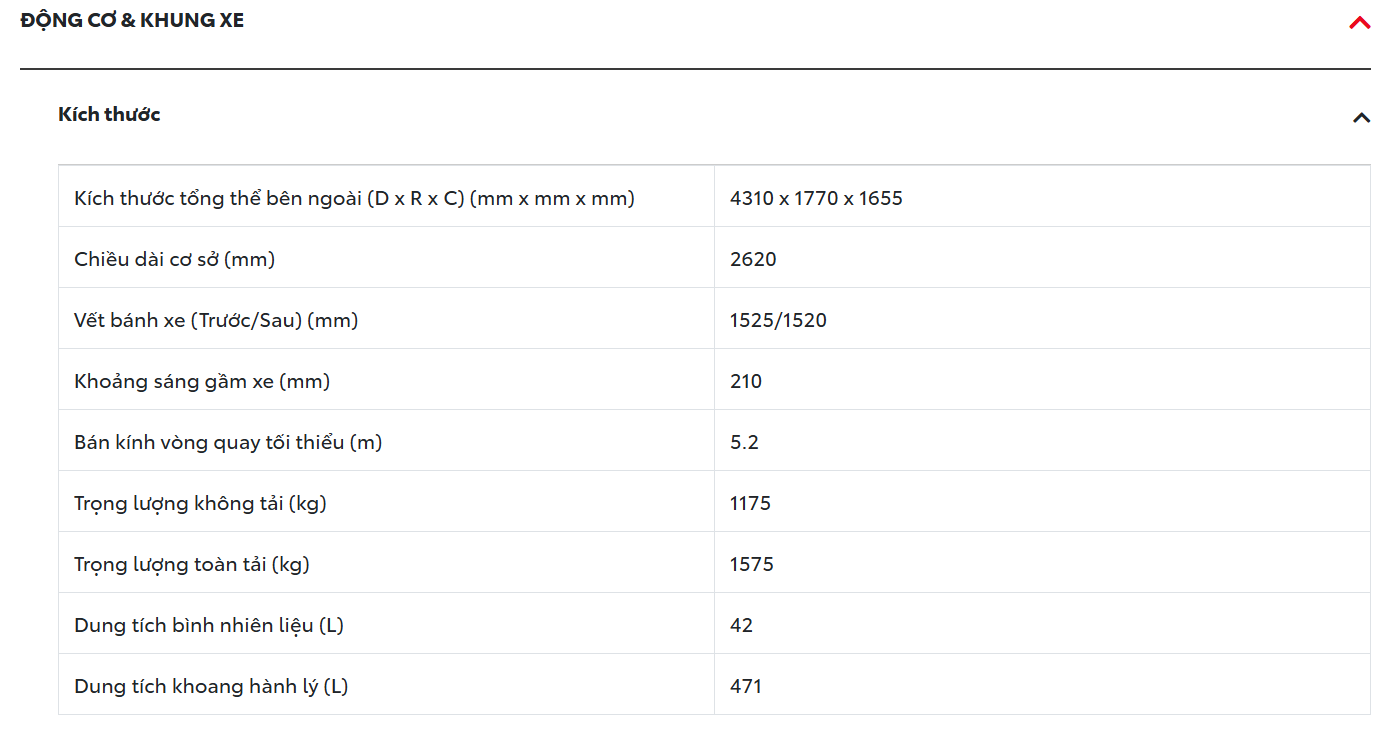 ĐỘNG CƠ & KHUNG XE
Kích thước
Kích thước tổng thể bên ngoài (D x R x C) (mm x mm x mm) 4310 x 1770 x 1655
Chiều dài cơ sở (mm) 2620
Vết bánh xe (Trước/Sau) (mm) 1525/1520
Khoảng sáng gầm xe (mm) 210
Bán kính vòng quay tối thiểu (m) 5.2
Trọng lượng không tải (kg) 1175
Trọng lượng toàn tải (kg) 1575
Dung tích bình nhiên liệu (L) 42
Dung tích khoang hành lý (L) 471